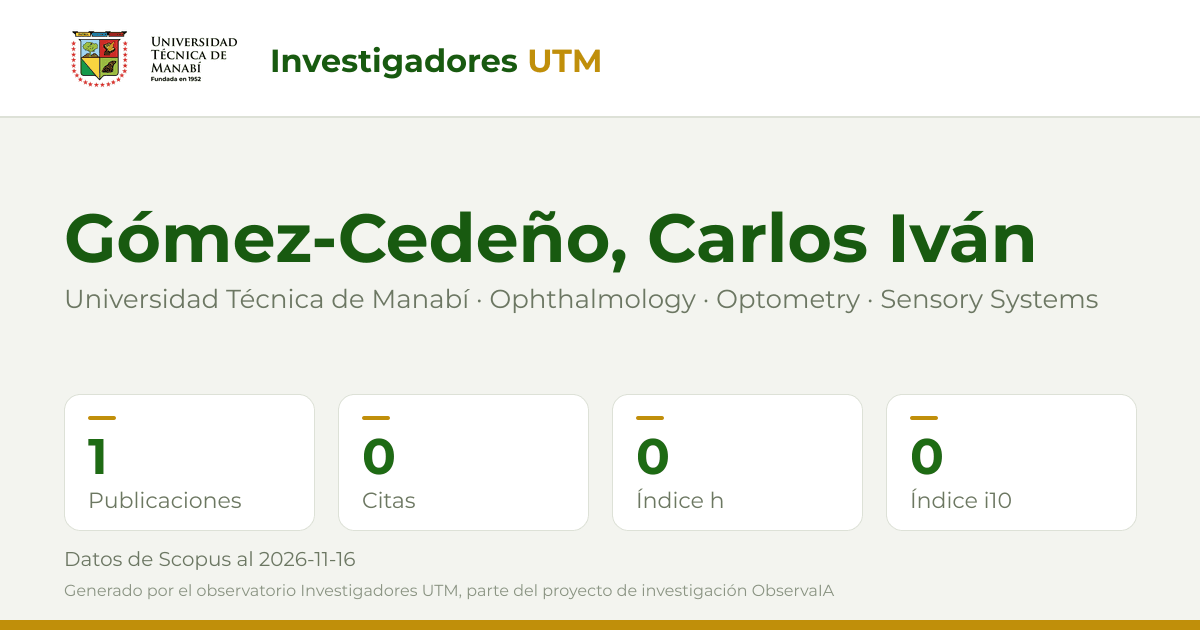 UNIVERSIDAD
TÉCNICA DE
MANABÍ
Fundada en 1952
Investigadores UTM
Gómez-Cedeño, Carlos Iván
Universidad Técnica de Manabí · Ophthalmology · Optometry · Sensory Systems
1
Publicaciones
0
Citas
0
Índice h
0
Índice i10
Datos de Scopus al 2026-11-16
Generado por el observatorio Investigadores UTM, parte del proyecto de investigación ObservaIA